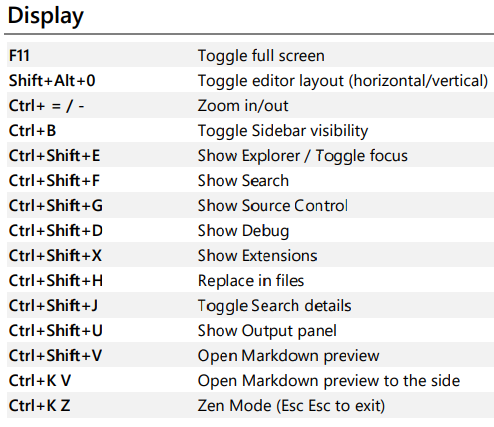 Display
F11 Toggle full screen
Shift+Alt+0 Toggle editor layout (horizontal/vertical)
Ctrl+ = / - Zoom in/out
Ctrl+B Toggle Sidebar visibility
Ctrl+Shift+E Show Explorer / Toggle focus
Ctrl+Shift+F Show Search
Ctrl+Shift+G Show Source Control
Ctrl+Shift+D Show Debug
Ctrl+Shift+X Show Extensions
Ctrl+Shift+H Replace in files
Ctrl+Shift+J Toggle Search details
Ctrl+Shift+U Show Output panel
Ctrl+Shift+V Open Markdown preview
Ctrl+K V Open Markdown preview to the side
Ctrl+K Z Zen Mode (Esc Esc to exit)